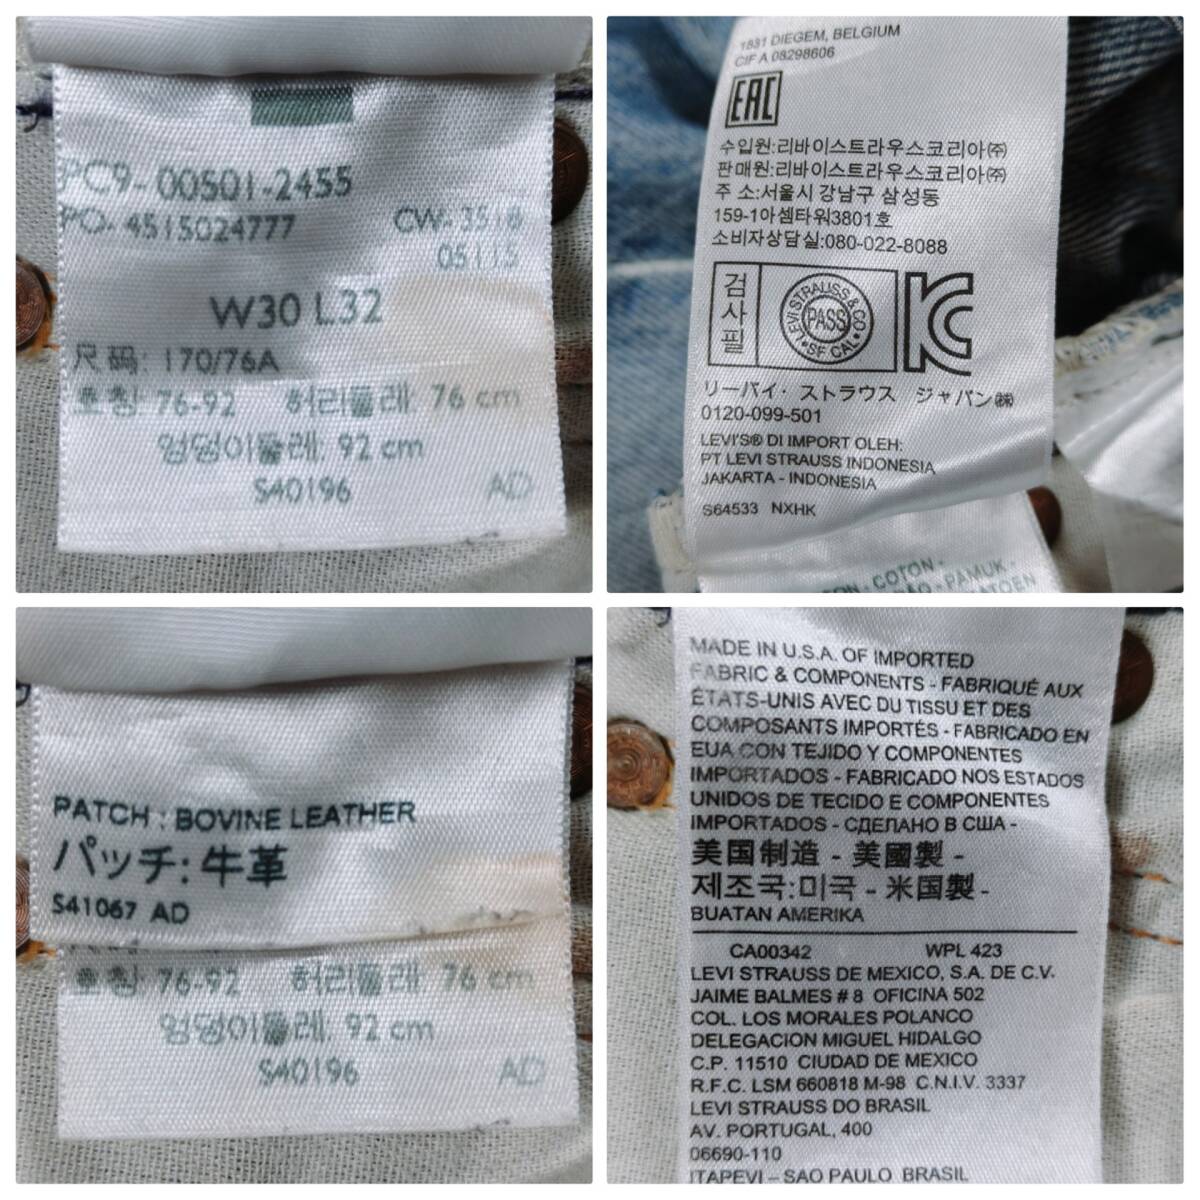 PC9-00501-2455
PO- 4515024777 CW- 3518
05115
W30 L32
尺码: 170/76A
호칭: 76-92 허리둘레: 76 cm
엉덩이둘레: 92 cm
S40196 AD
1831 DIEGEM, BELGIUM
CIF A 08298606
EAC
수입원:리바이스트라우스코리아㈜
판매원:리바이스트라우스코리아㈜
주 소:서울시 강남구 삼성동
159-1아셈타워3801호
소비자상담실:080-022-8088
검사필
LEVI STRAUSS & CO
PASS
• SF CAL •
KC
リーバイ・ストラウス ジャパン㈱
0120-099-501
LEVI'S® DI IMPORT OLEH:
PT LEVI STRAUSS INDONESIA
JAKARTA - INDONESIA
S64533 NXHK
COTON -
PAMUK -
PATCH : BOVINE LEATHER
パッチ: 牛革
S41067 AD
호칭: 76-92 허리둘레: 76 cm
엉덩이둘레: 92 cm
S40196 AD
MADE IN U.S.A. OF IMPORTED
FABRIC & COMPONENTS - FABRIQUÉ AUX
ÉTATS-UNIS AVEC DU TISSU ET DES
COMPOSANTS IMPORTÉS - FABRICADO EN
EUA CON TEJIDO Y COMPONENTES
IMPORTADOS - FABRICADO NOS ESTADOS
UNIDOS DE TECIDO E COMPONENTES
IMPORTADOS - СДЕЛАНО В США -
美国制造 - 美國製 -
제조국:미국 - 米国製 -
BUATAN AMERIKA
CA00342 WPL 423
LEVI STRAUSS DE MEXICO, S.A. DE C.V.
JAIME BALMES # 8 OFICINA 502
COL. LOS MORALES POLANCO
DELEGACION MIGUEL HIDALGO
C.P. 11510 CIUDAD DE MEXICO
R.F.C. LSM 660818 M-98 C.N.I.V. 3337
LEVI STRAUSS DO BRASIL
AV. PORTUGAL, 400
06690-110
ITAPEVI – SAO PAULO BRASIL